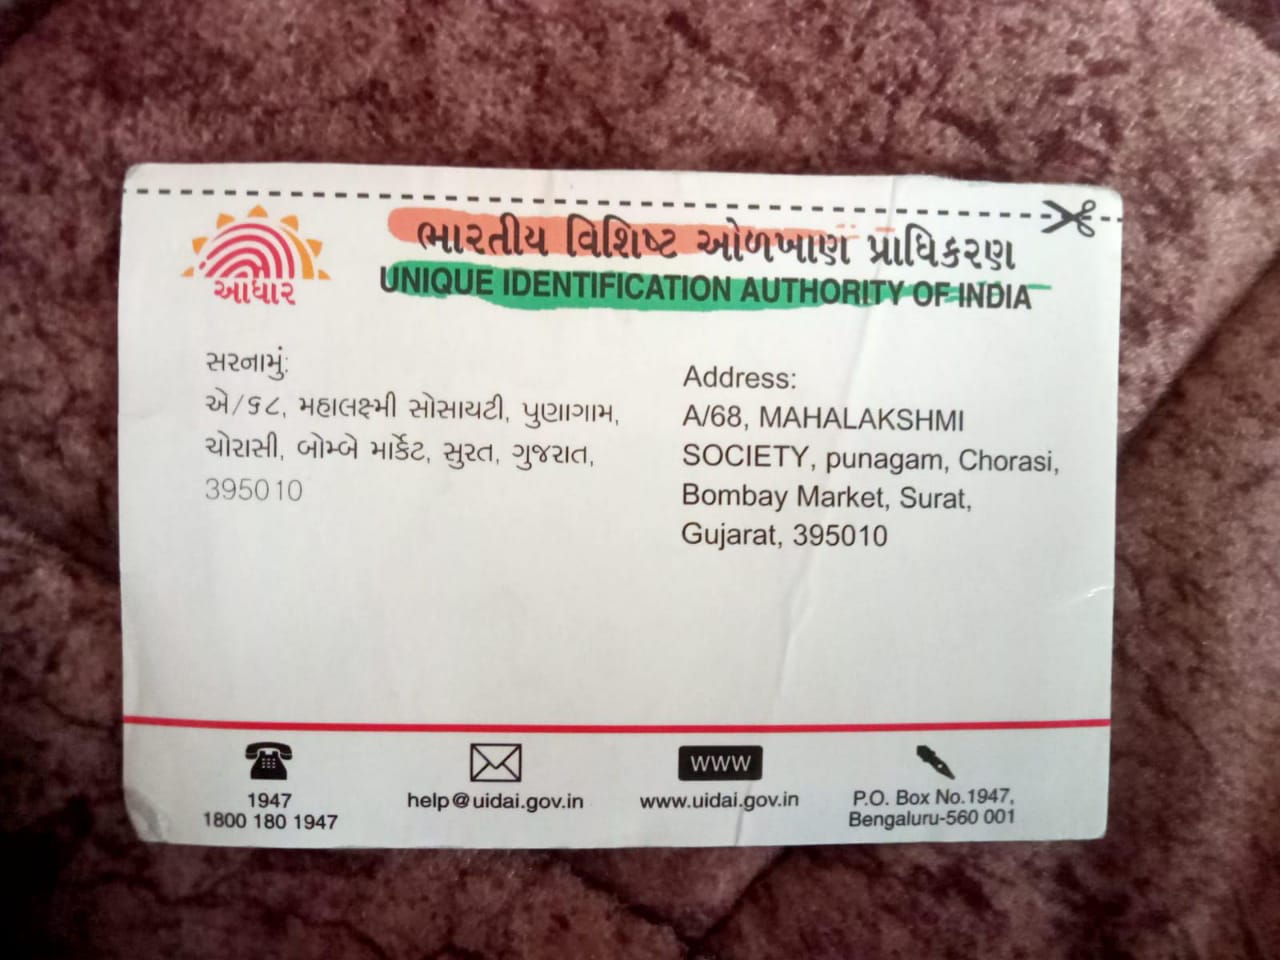 આધાર
ભારતીય વિશિષ્ટ ઓળખાણ પ્રાધિકરણ
UNIQUE IDENTIFICATION AUTHORITY OF INDIA
સરનામું:
એ/૬૮, મહાલક્ષ્મી સોસાયટી, પુણાગામ,
ચોરાસી, બોમ્બે માર્કેટ, સુરત, ગુજરાત,
395010
Address:
A/68, MAHALAKSHMI
SOCIETY, punagam, Chorasi,
Bombay Market, Surat,
Gujarat, 395010
1947
1800 180 1947
help@uidai.gov.in
WWW
www.uidai.gov.in
P.O. Box No.1947,
Bengaluru-560 001